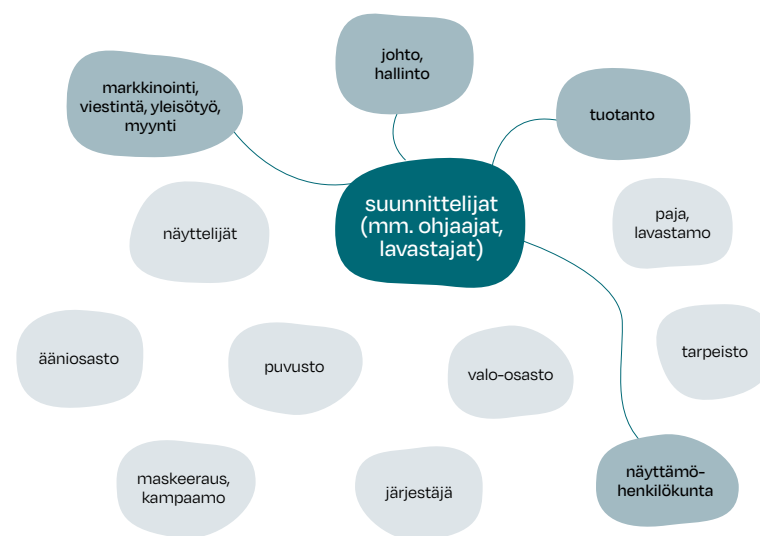 johto,
hallinto
markkinointi,
viestintä, yleisötyö,
myynti
tuotanto
suunnittelijat
(mm. ohjaajat,
lavastajat)
näyttelijät
paja,
lavastamo
ääniosasto
puvusto
valo-osasto
tarpeisto
maskeeraus,
kampaamo
järjestäjä
näyttämö-
henkilökunta